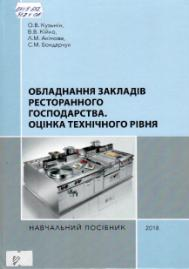 О.В. Кузьмін
В.В. Кійко
Л.М. Акімова
С.М. Бондарчук
ОБЛАДНАННЯ ЗАКЛАДІВ
РЕСТОРАННОГО
ГОСПОДАРСТВА.
ОЦІНКА ТЕХНІЧНОГО РІВНЯ
НАВЧАЛЬНИЙ ПОСІБНИК
2018